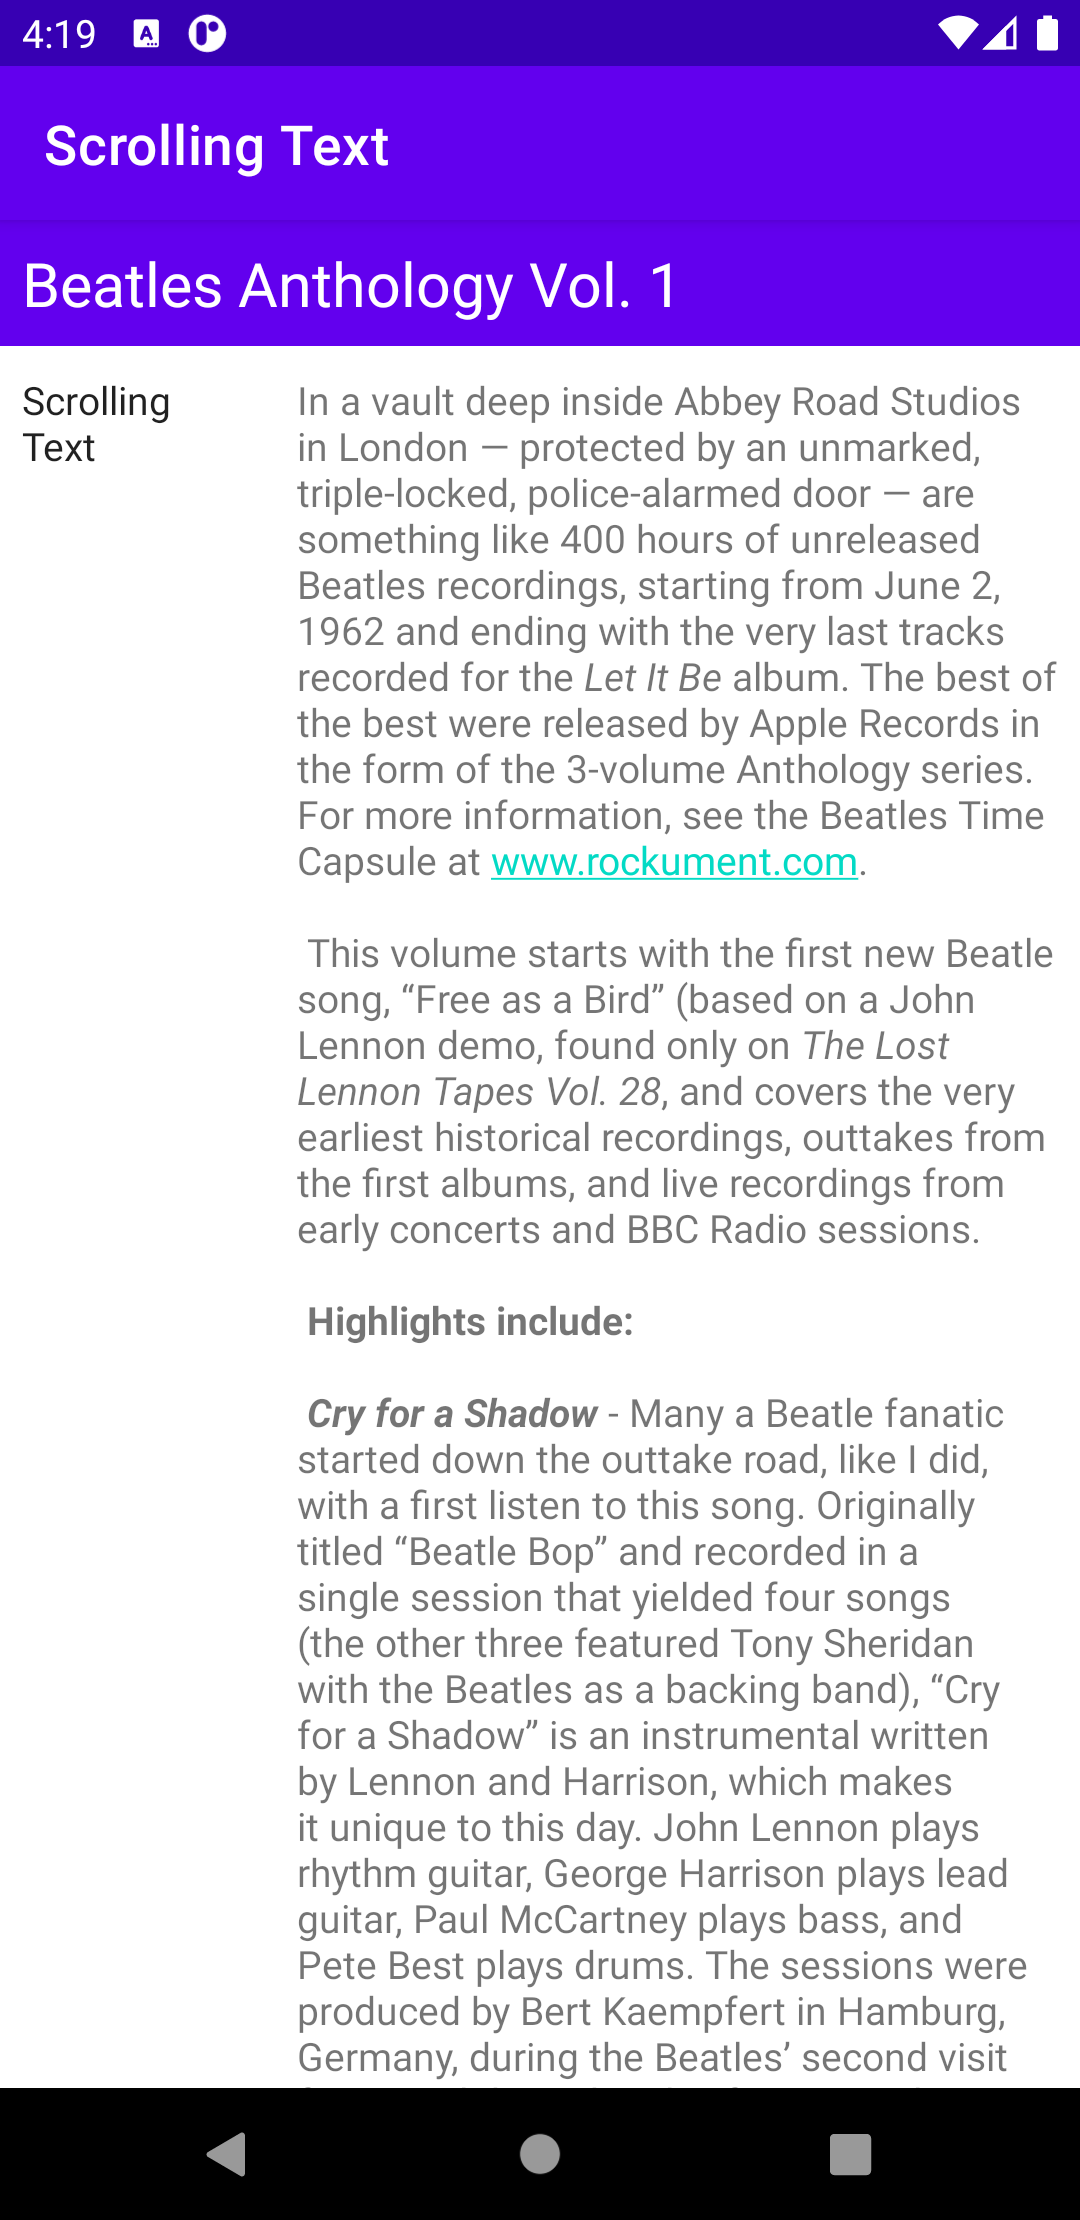 4:19
Scrolling Text
Beatles Anthology Vol. 1
Scrolling
Text
In a vault deep inside Abbey Road Studios
in London — protected by an unmarked,
triple-locked, police-alarmed door — are
something like 400 hours of unreleased
Beatles recordings, starting from June 2,
1962 and ending with the very last tracks
recorded for the Let It Be album. The best of
the best were released by Apple Records in
the form of the 3-volume Anthology series.
For more information, see the Beatles Time
Capsule at www.rockument.com.
This volume starts with the first new Beatle
song, “Free as a Bird” (based on a John
Lennon demo, found only on The Lost
Lennon Tapes Vol. 28, and covers the very
earliest historical recordings, outtakes from
the first albums, and live recordings from
early concerts and BBC Radio sessions.
Highlights include:
Cry for a Shadow - Many a Beatle fanatic
started down the outtake road, like I did,
with a first listen to this song. Originally
titled “Beatle Bop” and recorded in a
single session that yielded four songs
(the other three featured Tony Sheridan
with the Beatles as a backing band), “Cry
for a Shadow” is an instrumental written
by Lennon and Harrison, which makes
it unique to this day. John Lennon plays
rhythm guitar, George Harrison plays lead
guitar, Paul McCartney plays bass, and
Pete Best plays drums. The sessions were
produced by Bert Kaempfert in Hamburg,
Germany, during the Beatles’ second visit